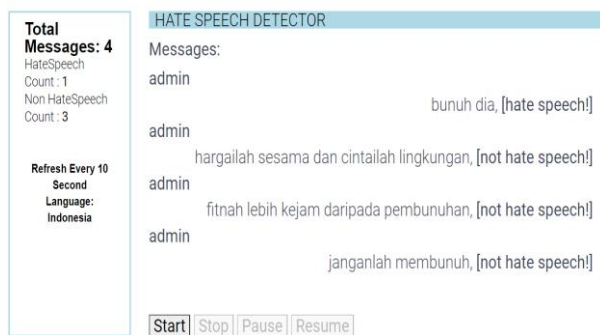 Total
Messages: 4
HateSpeech
Count : 1
Non HateSpeech
Count : 3
Refresh Every 10
Second
Language:
Indonesia
HATE SPEECH DETECTOR
Messages:
admin
bunuh dia, [hate speech!]
admin
hargailah sesama dan cintailah lingkungan, [not hate speech!]
admin
fitnah lebih kejam daripada pembunuhan, [not hate speech!]
admin
janganlah membunuh, [not hate speech!]
Start Stop Pause Resume